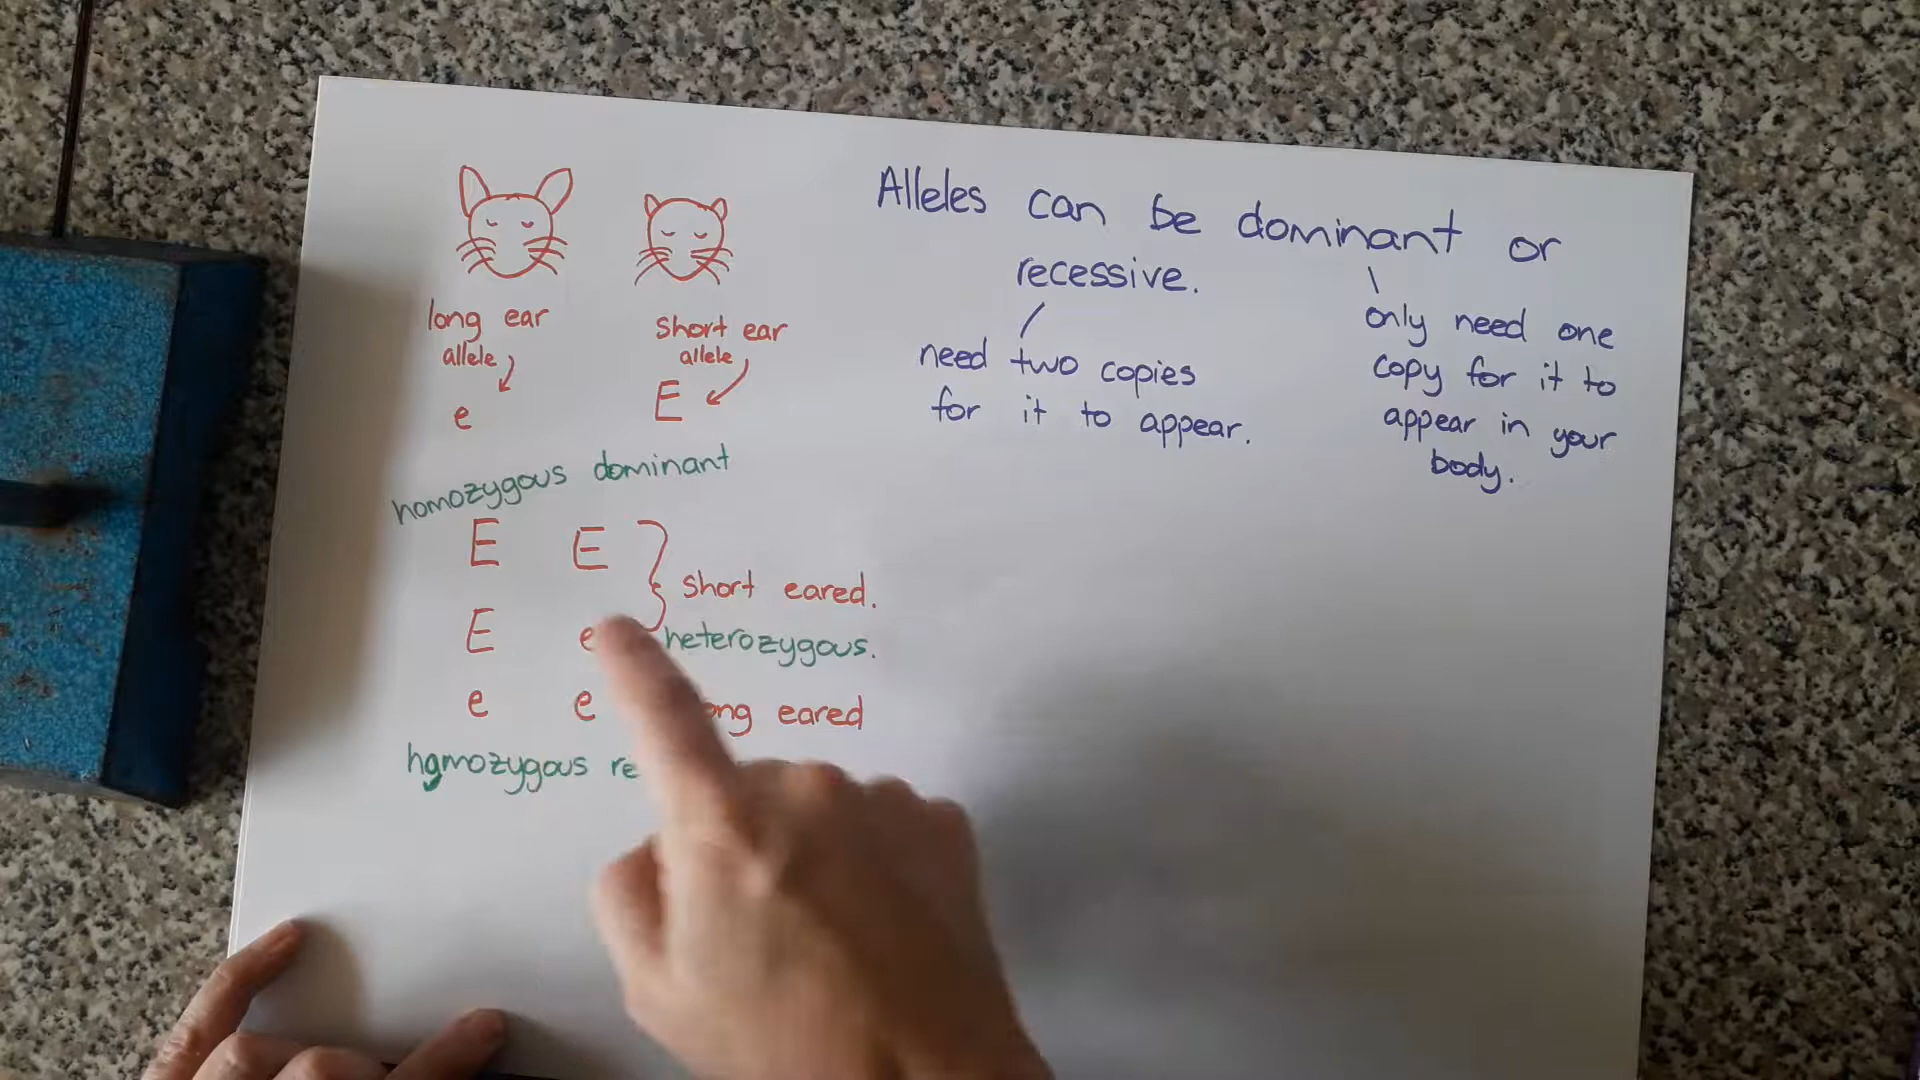 Alleles can be dominant or
recessive.
need two copies
for it to appear.
only need one
copy for it to
appear in your
body.
long ear
allele
e
short ear
allele
E
homozygous dominant
E E
short eared.
E e
heterozygous.
e e
eared
homozygous